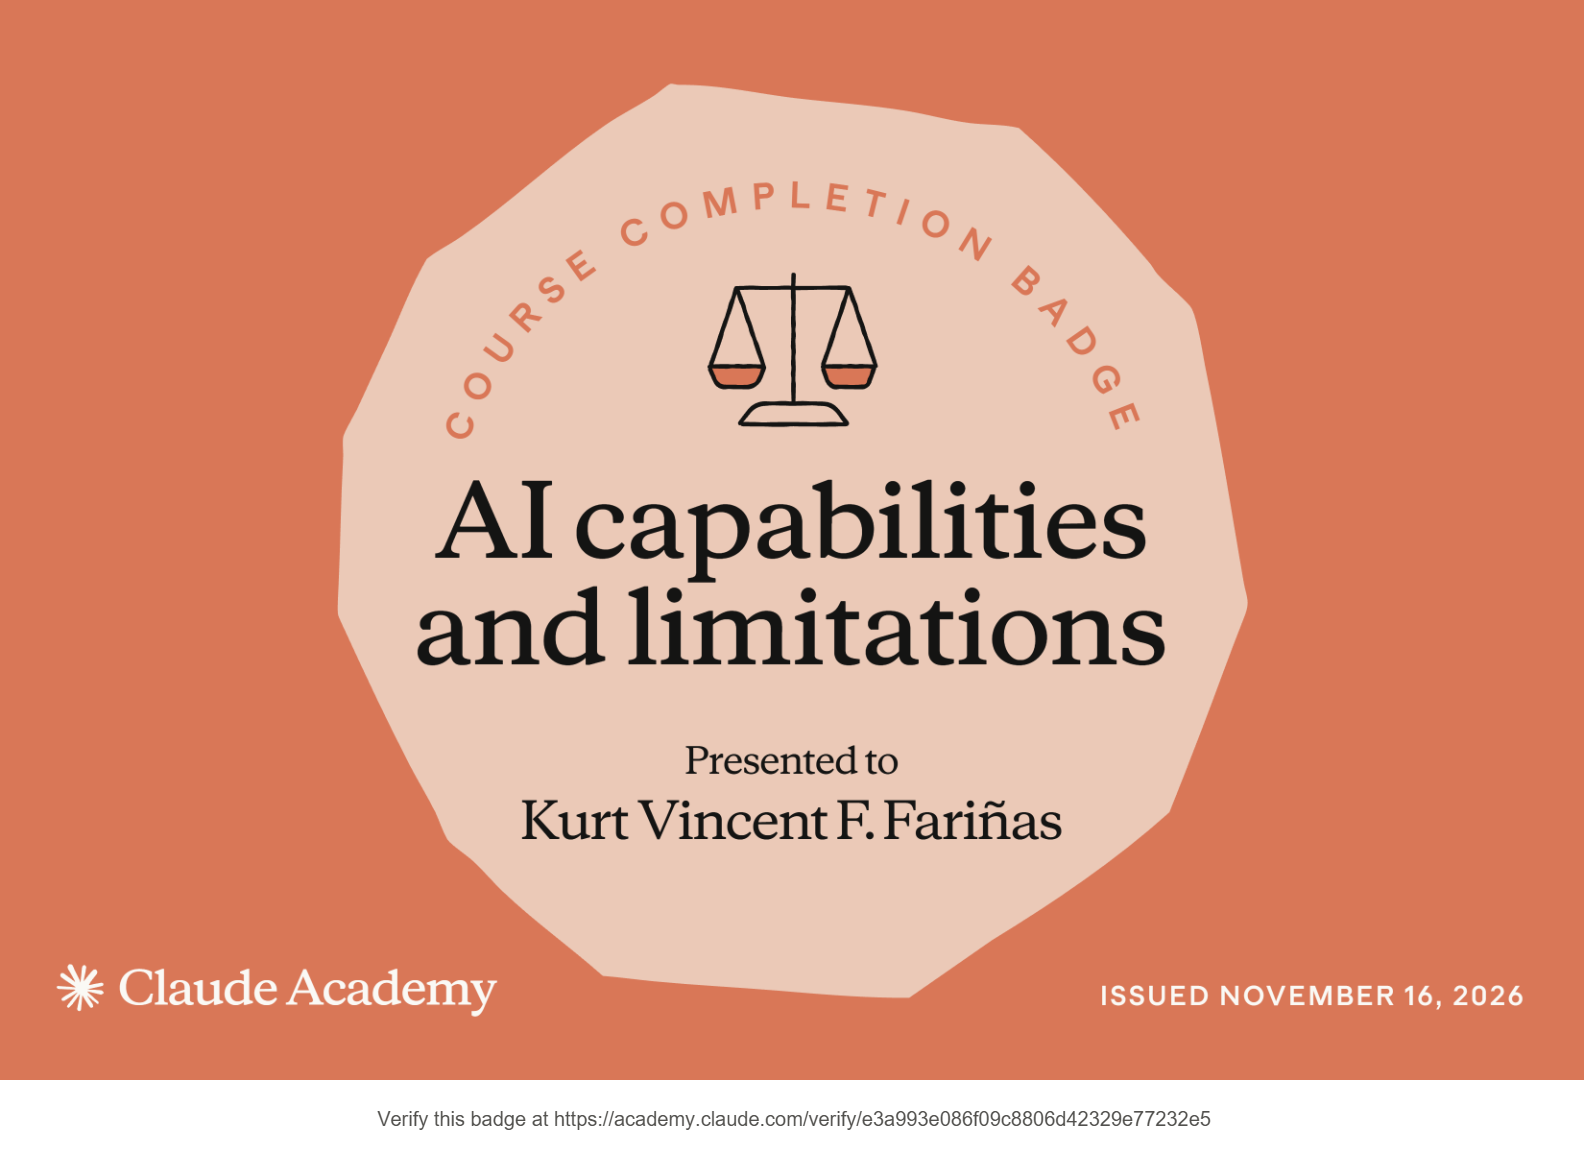 COURSE COMPLETION BADGE
AI capabilities
and limitations
Presented to
Kurt Vincent F. Fariñas
Claude Academy
ISSUED NOVEMBER 16, 2026
Verify this badge at https://academy.claude.com/verify/e3a993e086f09c8806d42329e77232e5